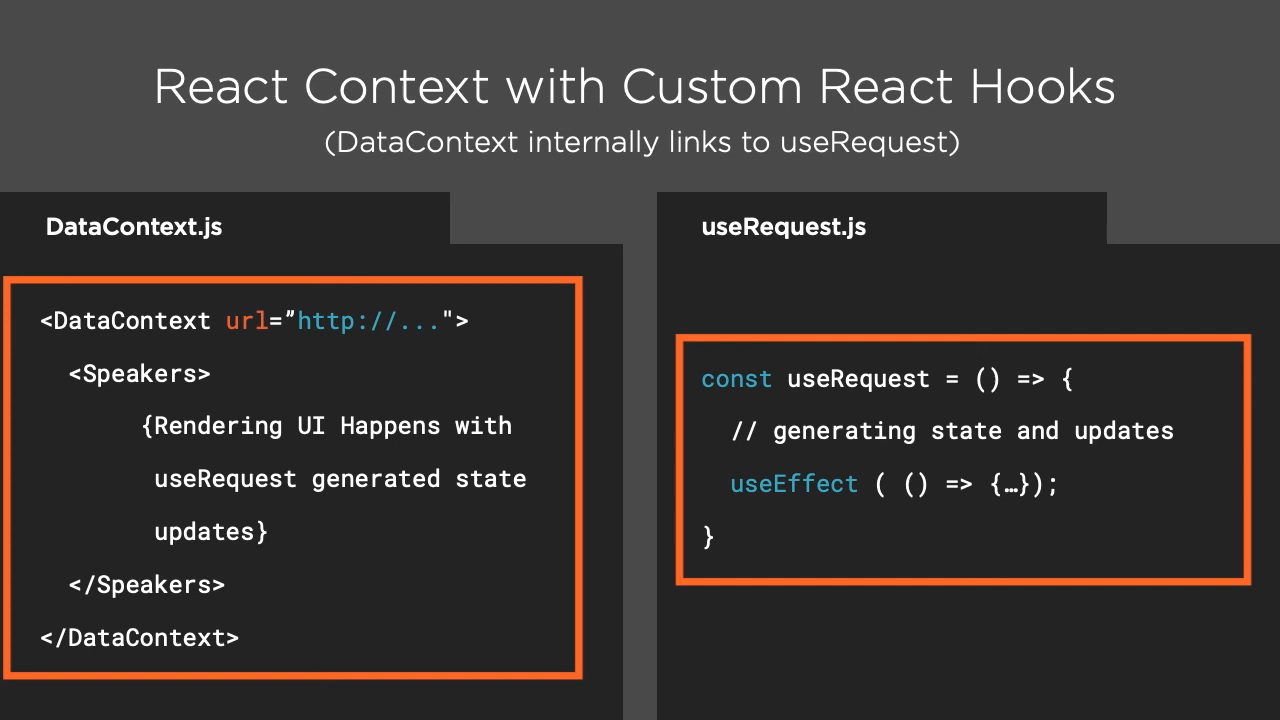 React Context with Custom React Hooks
(DataContext internally links to useRequest)
DataContext.js
<DataContext url=”http://...">
<Speakers>
{Rendering UI Happens with
useRequest generated state
updates}
</Speakers>
</DataContext>
useRequest.js
const useRequest = () => {
// generating state and updates
useEffect ( () => {…});
}